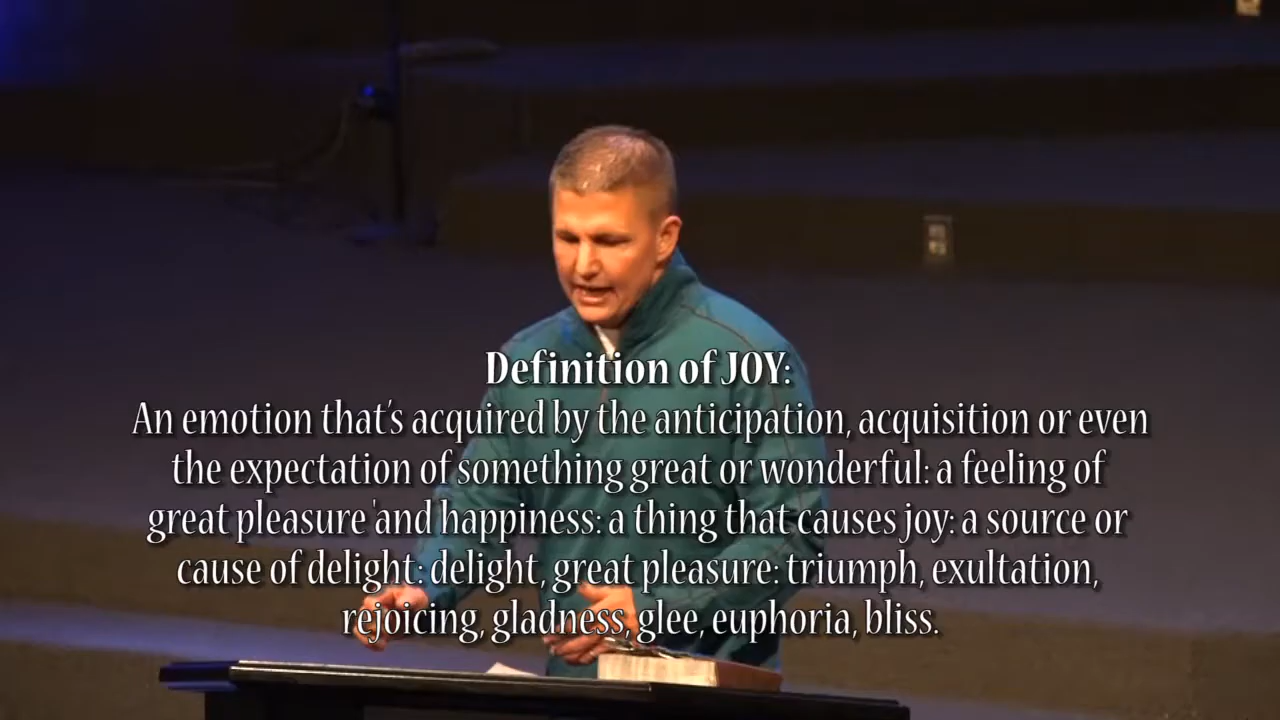 Definition of JOY:
An emotion that's acquired by the anticipation, acquisition or even
the expectation of something great or wonderful: a feeling of
great pleasure 'and happiness: a thing that causes joy: a source or
cause of delight: delight, great pleasure: triumph, exultation,
rejoicing, gladness, glee, euphoria, bliss.